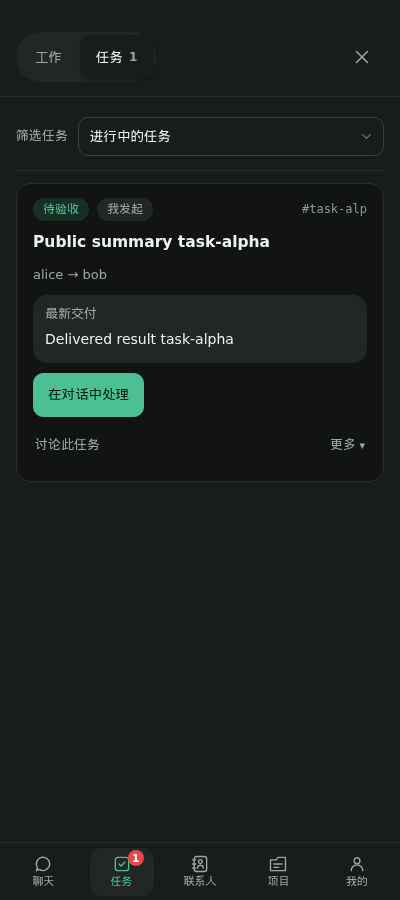 工作 任务 1
筛选任务 进行中的任务
待验收 我发起 #task-alp
Public summary task-alpha
alice → bob
最新交付
Delivered result task-alpha
在对话中处理
讨论此任务 更多 ▾
1
聊天 任务 联系人 项目 我的